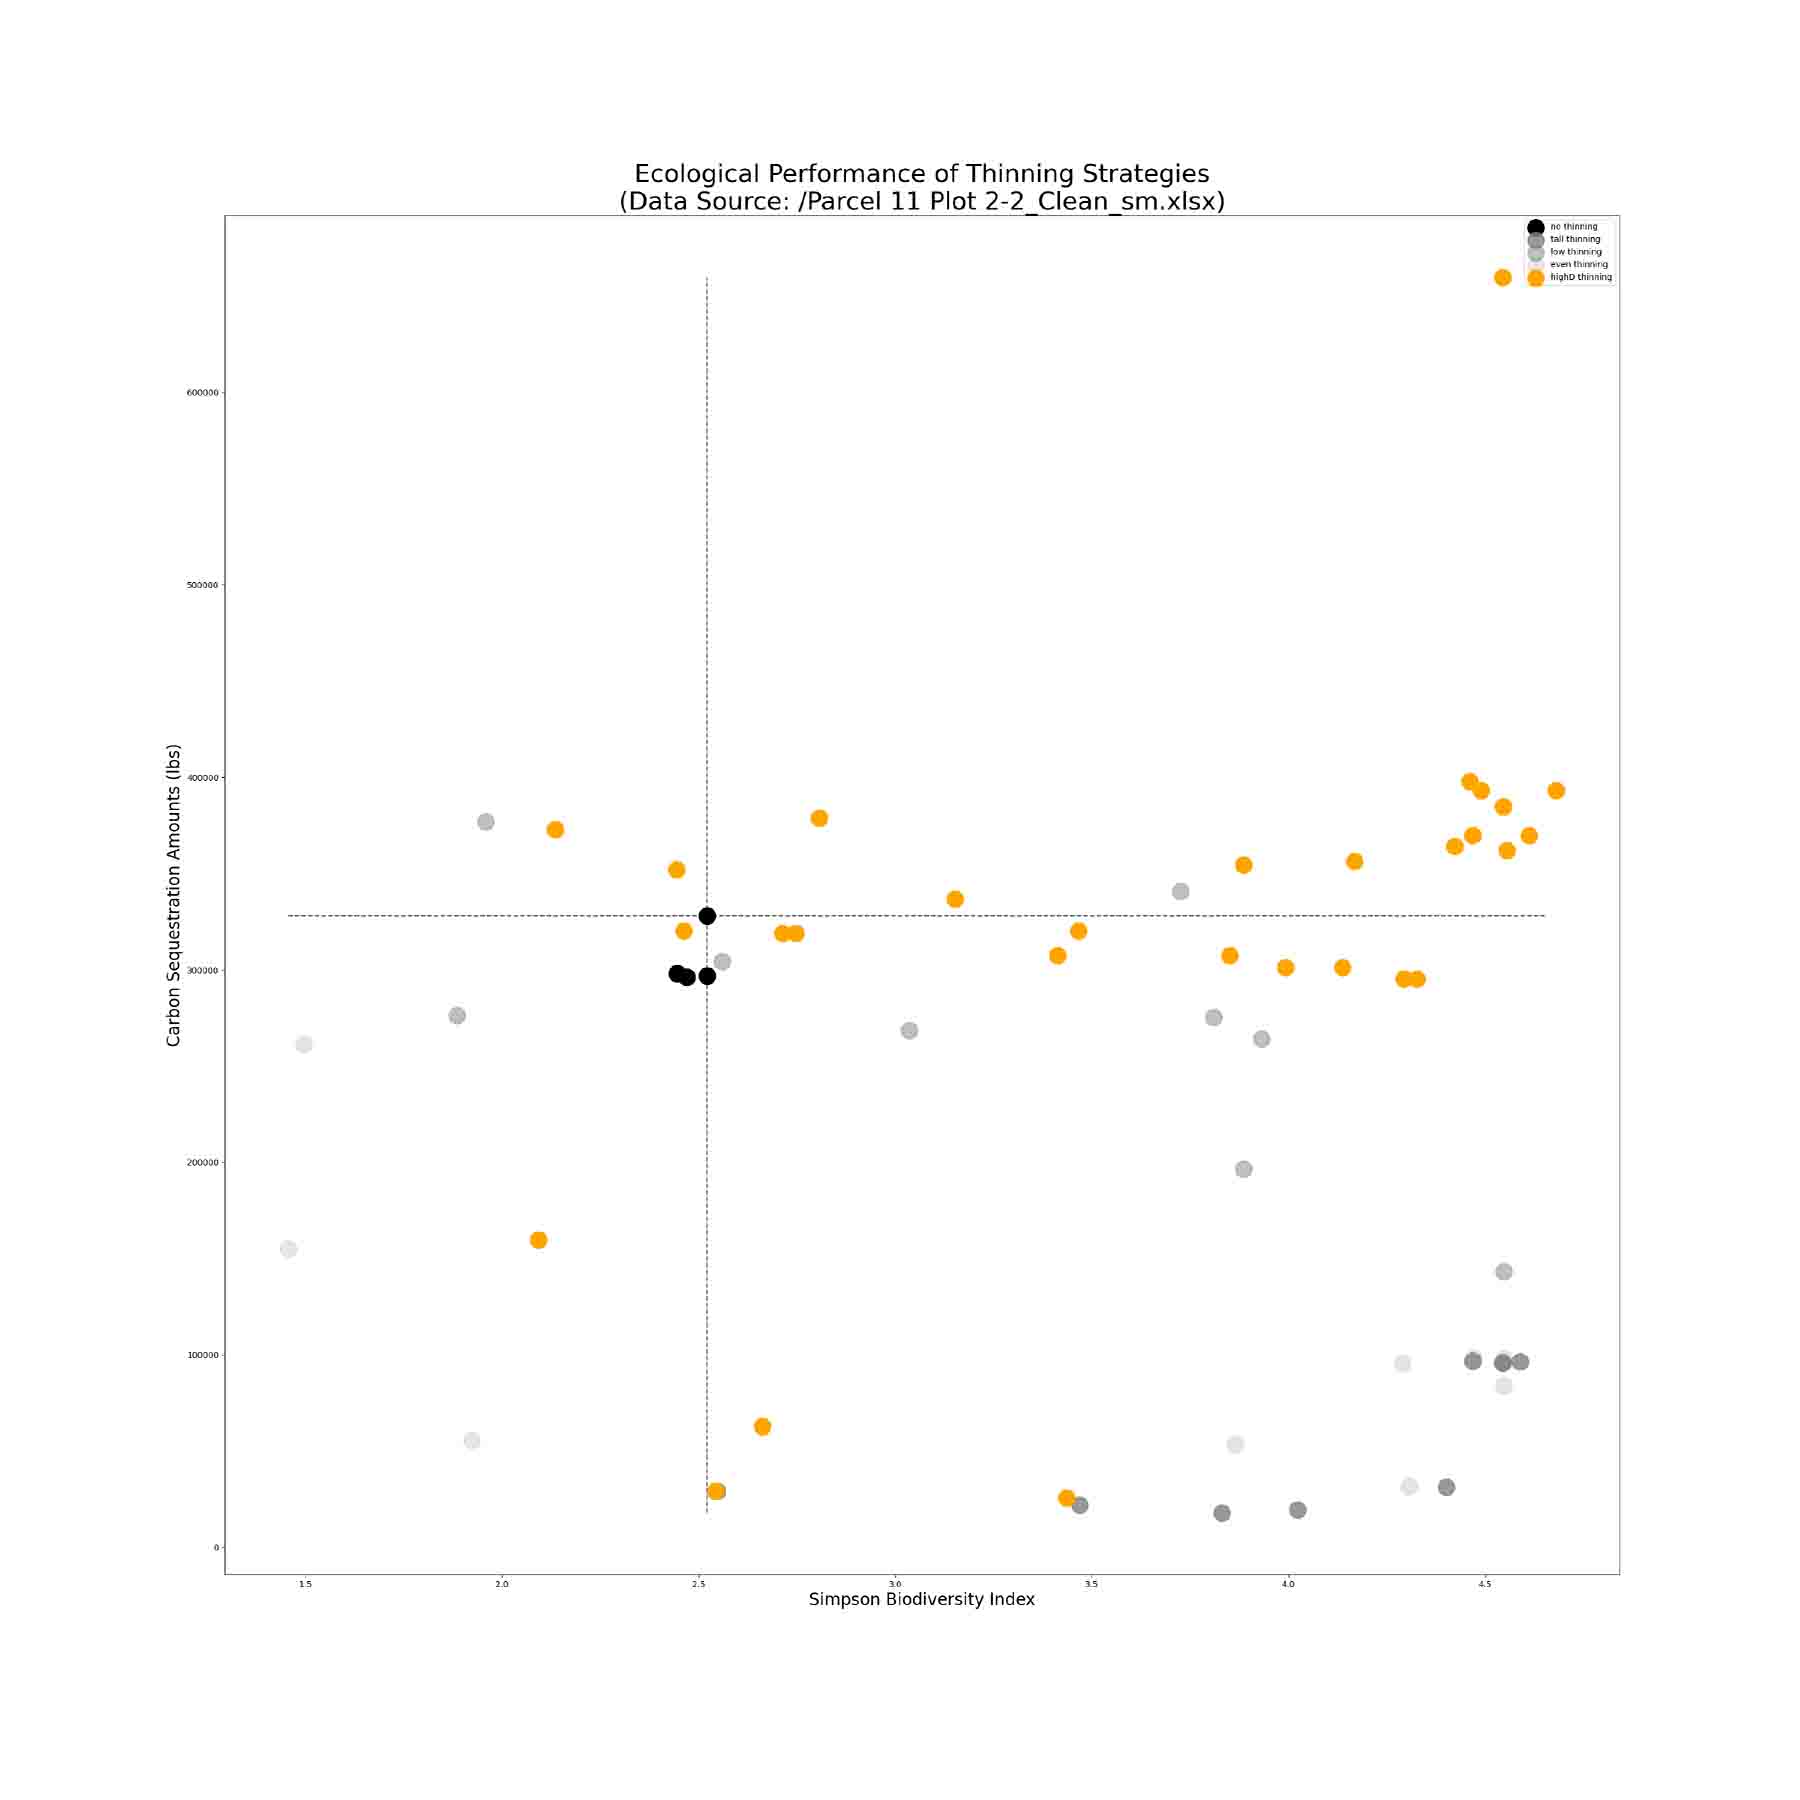 Ecological Performance of Thinning Strategies
(Data Source: /Parcel 11 Plot 2-2_Clean_sm.xlsx)
no thinning
tall thinning
low thinning
even thinning
highD thinning
600000
500000
400000
300000
200000
100000
0
Carbon Sequestration Amounts (lbs)
1.5 2.0 2.5 3.0 3.5 4.0 4.5
Simpson Biodiversity Index